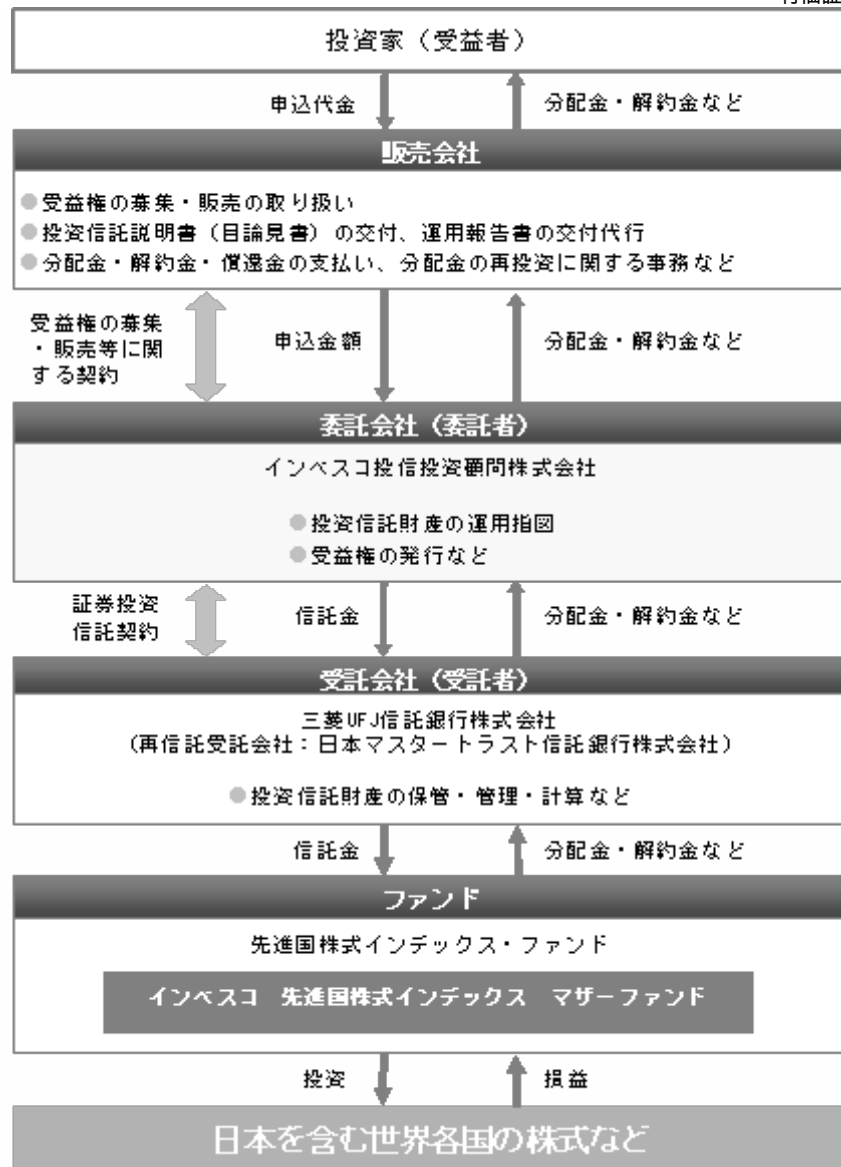 投資家（受益者）
申込代金
分配金・解約金など
販売会社
●受益権の募集・販売の取り扱い
●投資信託説明書（目論見書）の交付、運用報告書の交付代行
●分配金・解約金・償還金の支払い、分配金の再投資に関する事務など
受益権の募集
・販売等に関
する契約
申込金額
分配金・解約金など
委託会社（委託者）
インベスコ投信投資顧問株式会社
●投資信託財産の運用指図
●受益権の発行など
証券投資
信託契約
信託金
分配金・解約金など
受託会社（受託者）
三菱UFJ信託銀行株式会社
（再信託受託会社：日本マスタートラスト信託銀行株式会社）
●投資信託財産の保管・管理・計算など
信託金
分配金・解約金など
ファンド
先進国株式インデックス・ファンド
インベスコ　先進国株式インデックス　マザーファンド
投資
損益
日本を含む世界各国の株式など